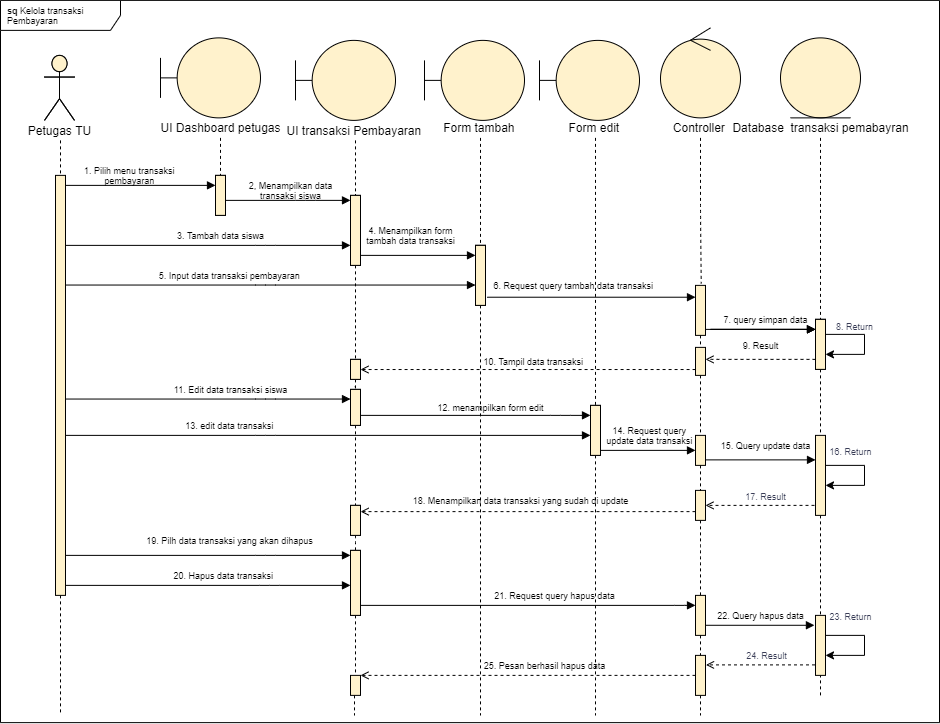 sq Kelola transaksi
Pembayaran
Petugas TU
UI Dashboard petugas
UI transaksi Pembayaran
Form tambah
Form edit
Controller
Database transaksi pemabayran
1. Pilih menu transaksi
pembayaran
2, Menampilkan data
transaksi siswa
3. Tambah data siswa
4. Menampilkan form
tambah data transaksi
5. Input data transaksi pembayaran
6. Request query tambah data transaksi
7. query simpan data
8. Return
9. Result
10. Tampil data transaksi
11. Edit data transaksi siswa
12. menampilkan form edit
13. edit data transaksi
14. Request query
update data transaksi
15. Query update data
16. Return
17. Result
18. Menampilkan data transaksi yang sudah di update
19. Pilh data transaksi yang akan dihapus
20. Hapus data transaksi
21. Request query hapus data
22. Query hapus data
23. Return
24. Result
25. Pesan berhasil hapus data